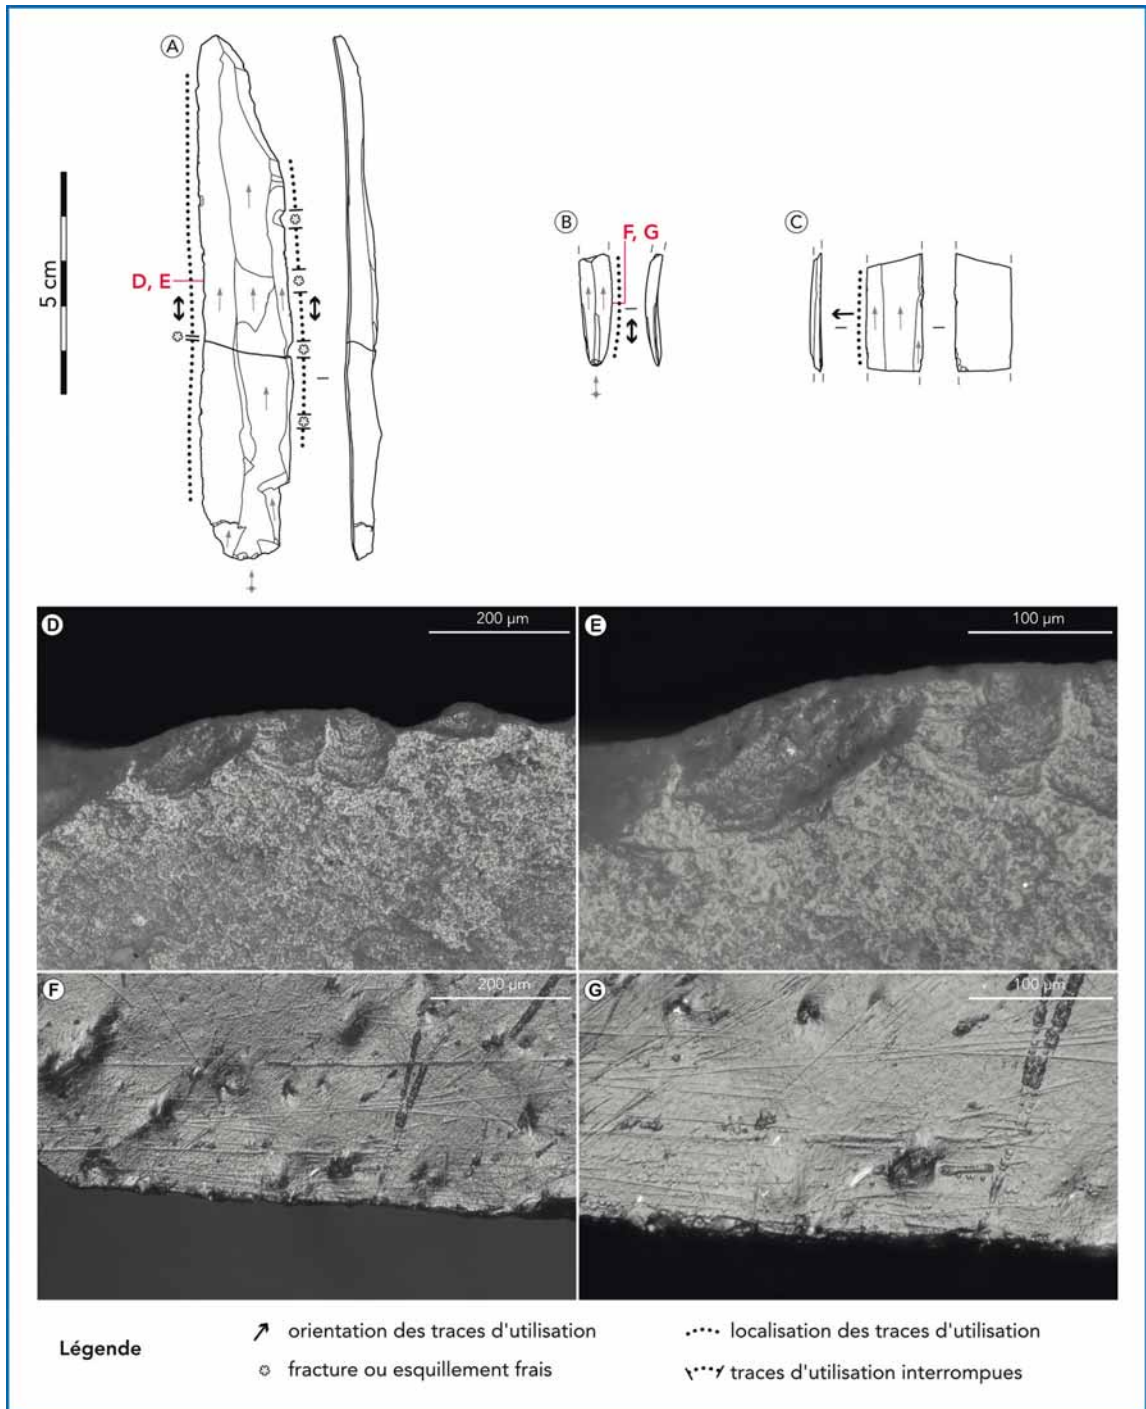 A
5 cm
D, E
B
F, G
C
D
200 µm
E
100 µm
F
200 µm
G
100 µm
Légende
orientation des traces d'utilisation
localisation des traces d'utilisation
fracture ou esquillement frais
traces d'utilisation interrompues